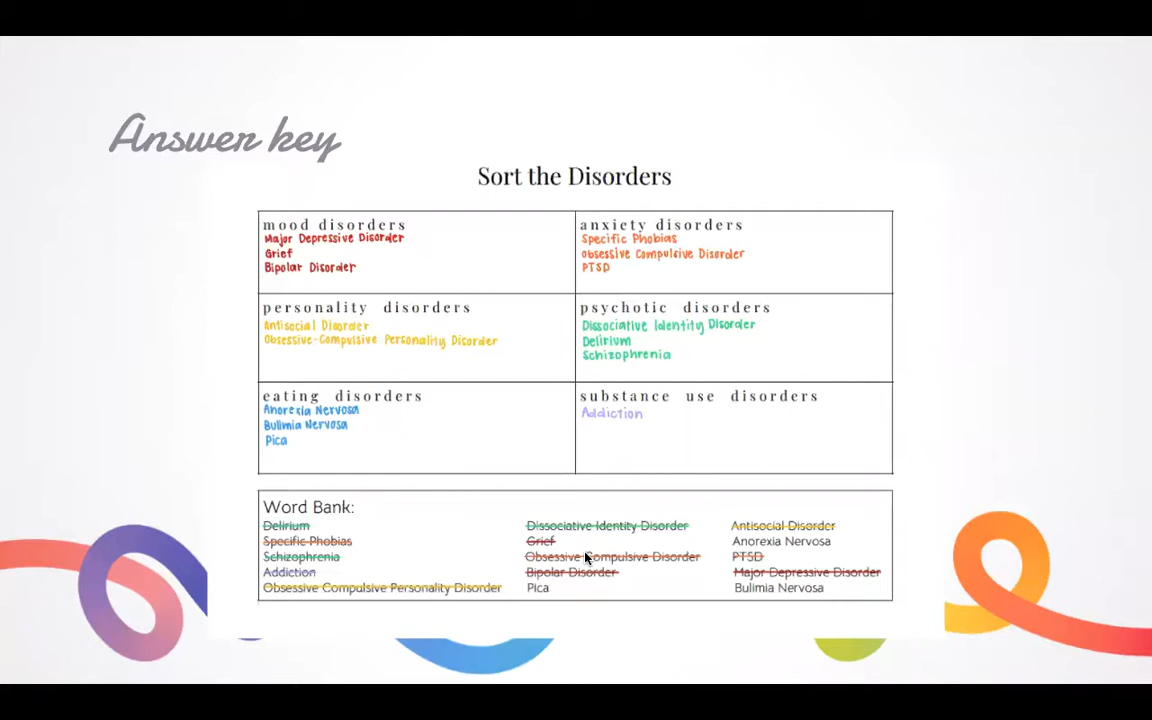 Answer key
Sort the Disorders
mood disorders
Major Depressive Disorder
Grief
Bipolar Disorder
anxiety disorders
Specific Phobias
Obsessive Compulsive Disorder
PTSD
personality disorders
Antisocial Disorder
Obsessive-Compulsive Personality Disorder
psychotic disorders
Dissociative Identity Disorder
Delirium
Schizophrenia
eating disorders
Anorexia Nervosa
Bulimia Nervosa
Pica
substance use disorders
Addiction
Word Bank:
Delirium
Specific Phobias
Schizophrenia
Addiction
Obsessive Compulsive Personality Disorder
Dissociative Identity Disorder
Grief
Obsessive Compulsive Disorder
Bipolar Disorder
Pica
Antisocial Disorder
Anorexia Nervosa
PTSD
Major Depressive Disorder
Bulimia Nervosa